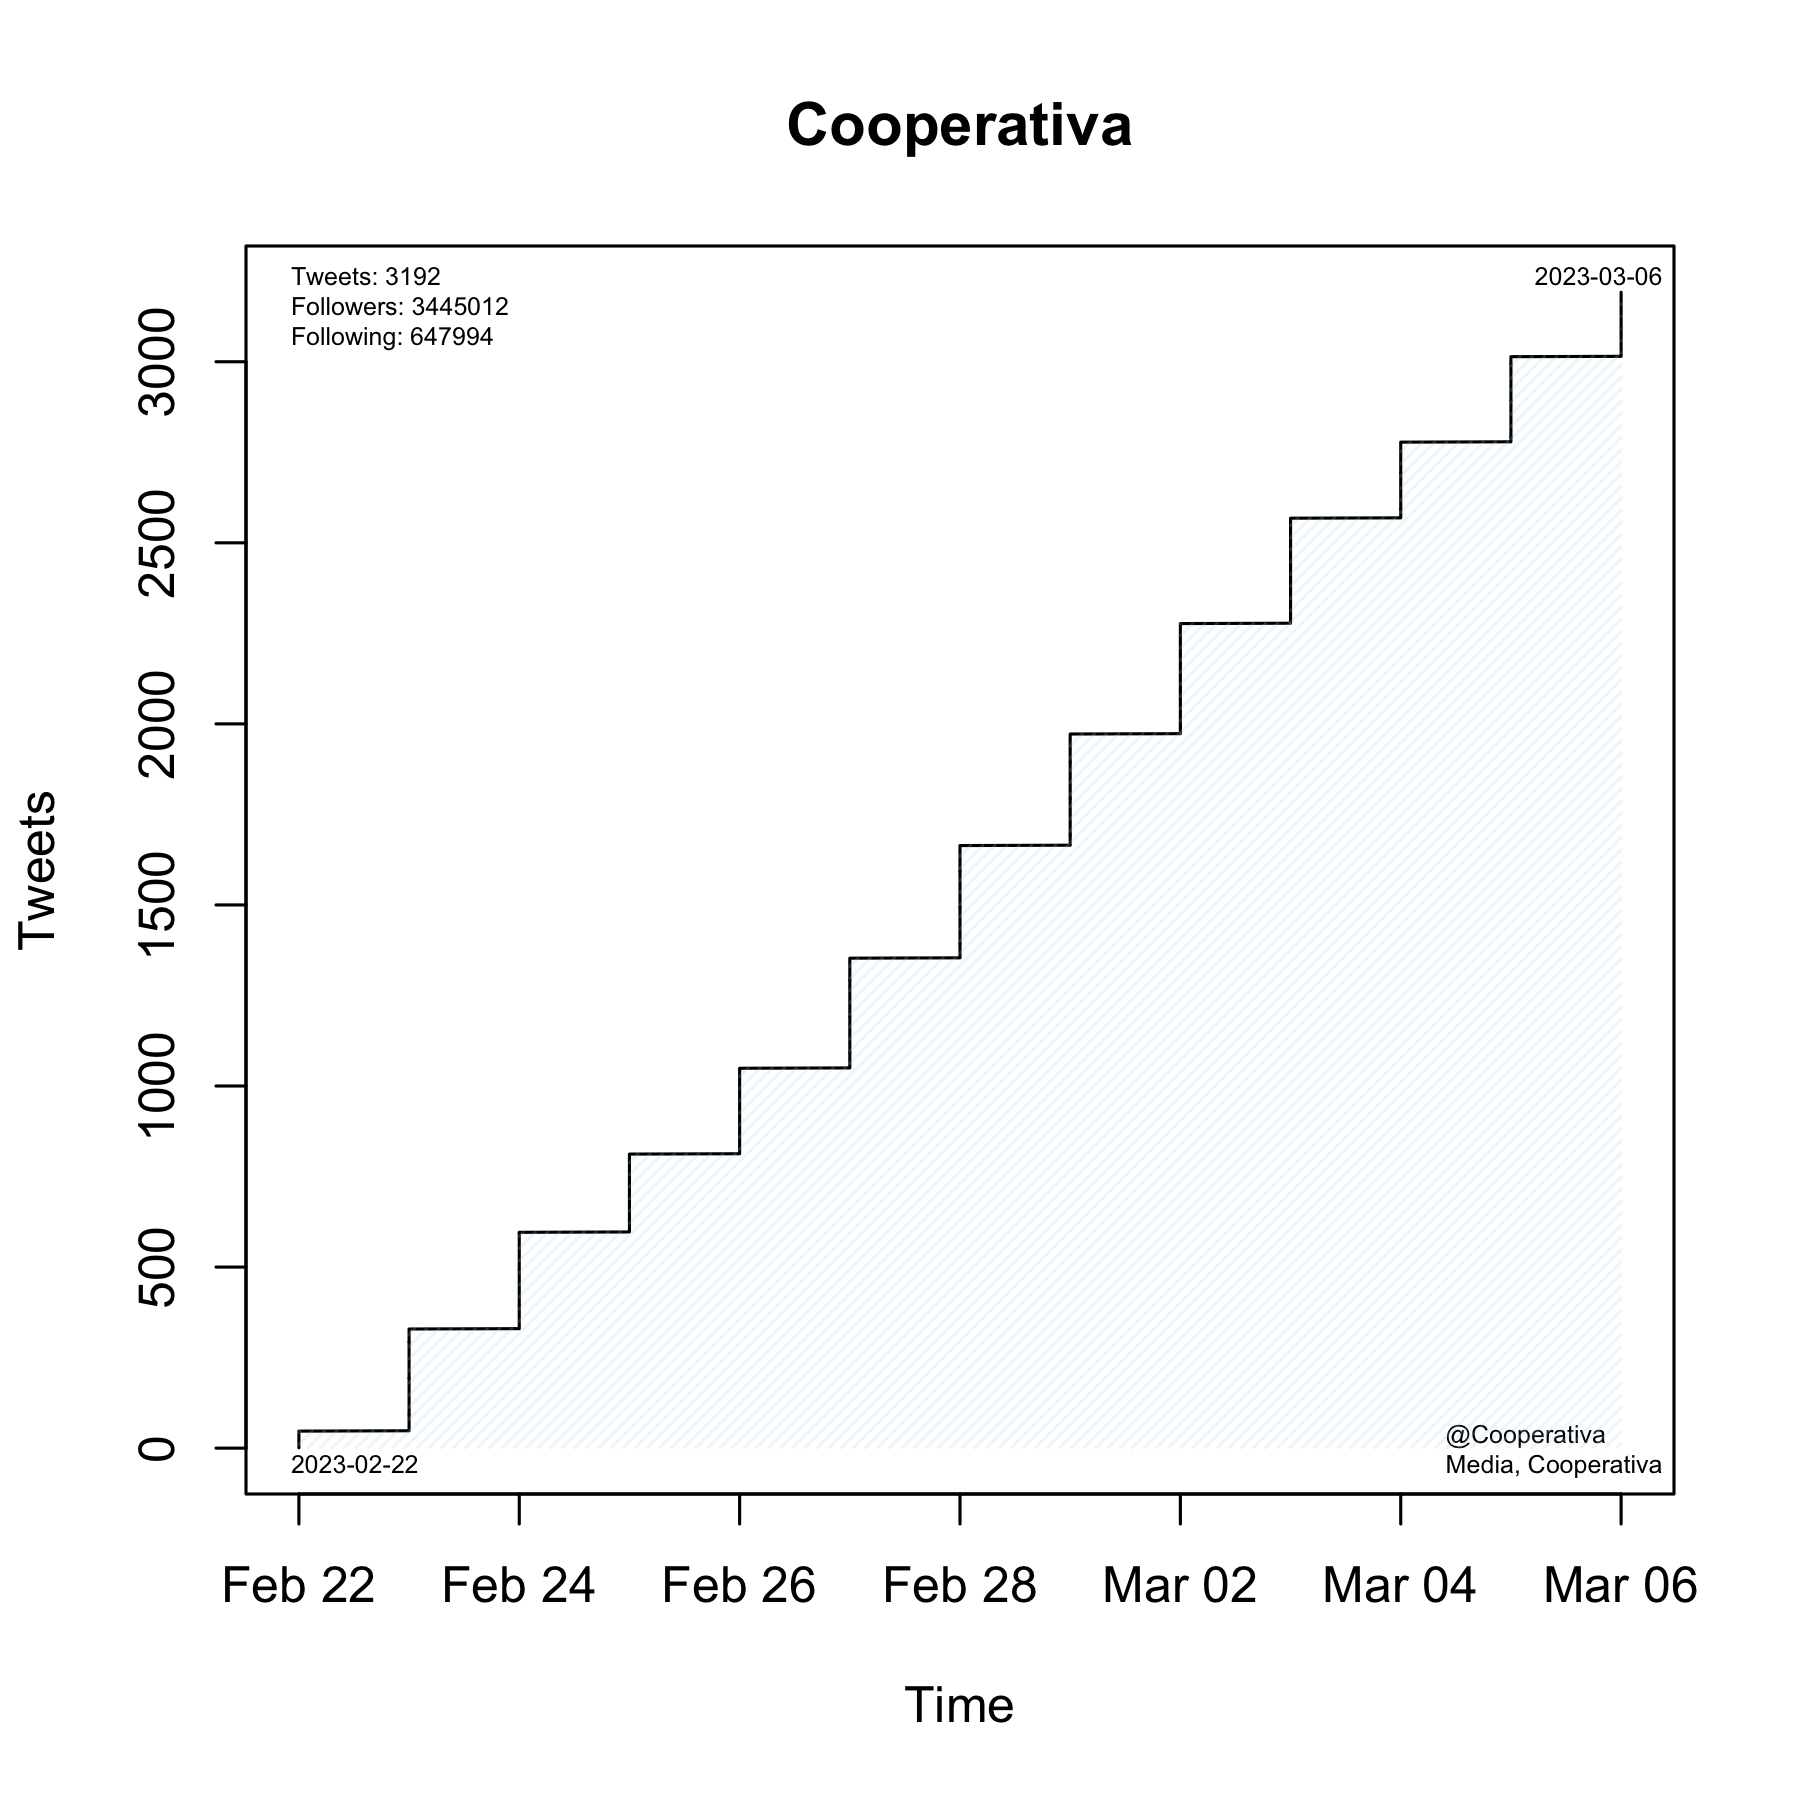 Cooperativa
Tweets: 3192
Followers: 3445012
Following: 647994
2023-03-06
3000
2500
2000
1500
1000
500
0
Tweets
2023-02-22
@Cooperativa
Media, Cooperativa
Feb 22 Feb 24 Feb 26 Feb 28 Mar 02 Mar 04 Mar 06
Time